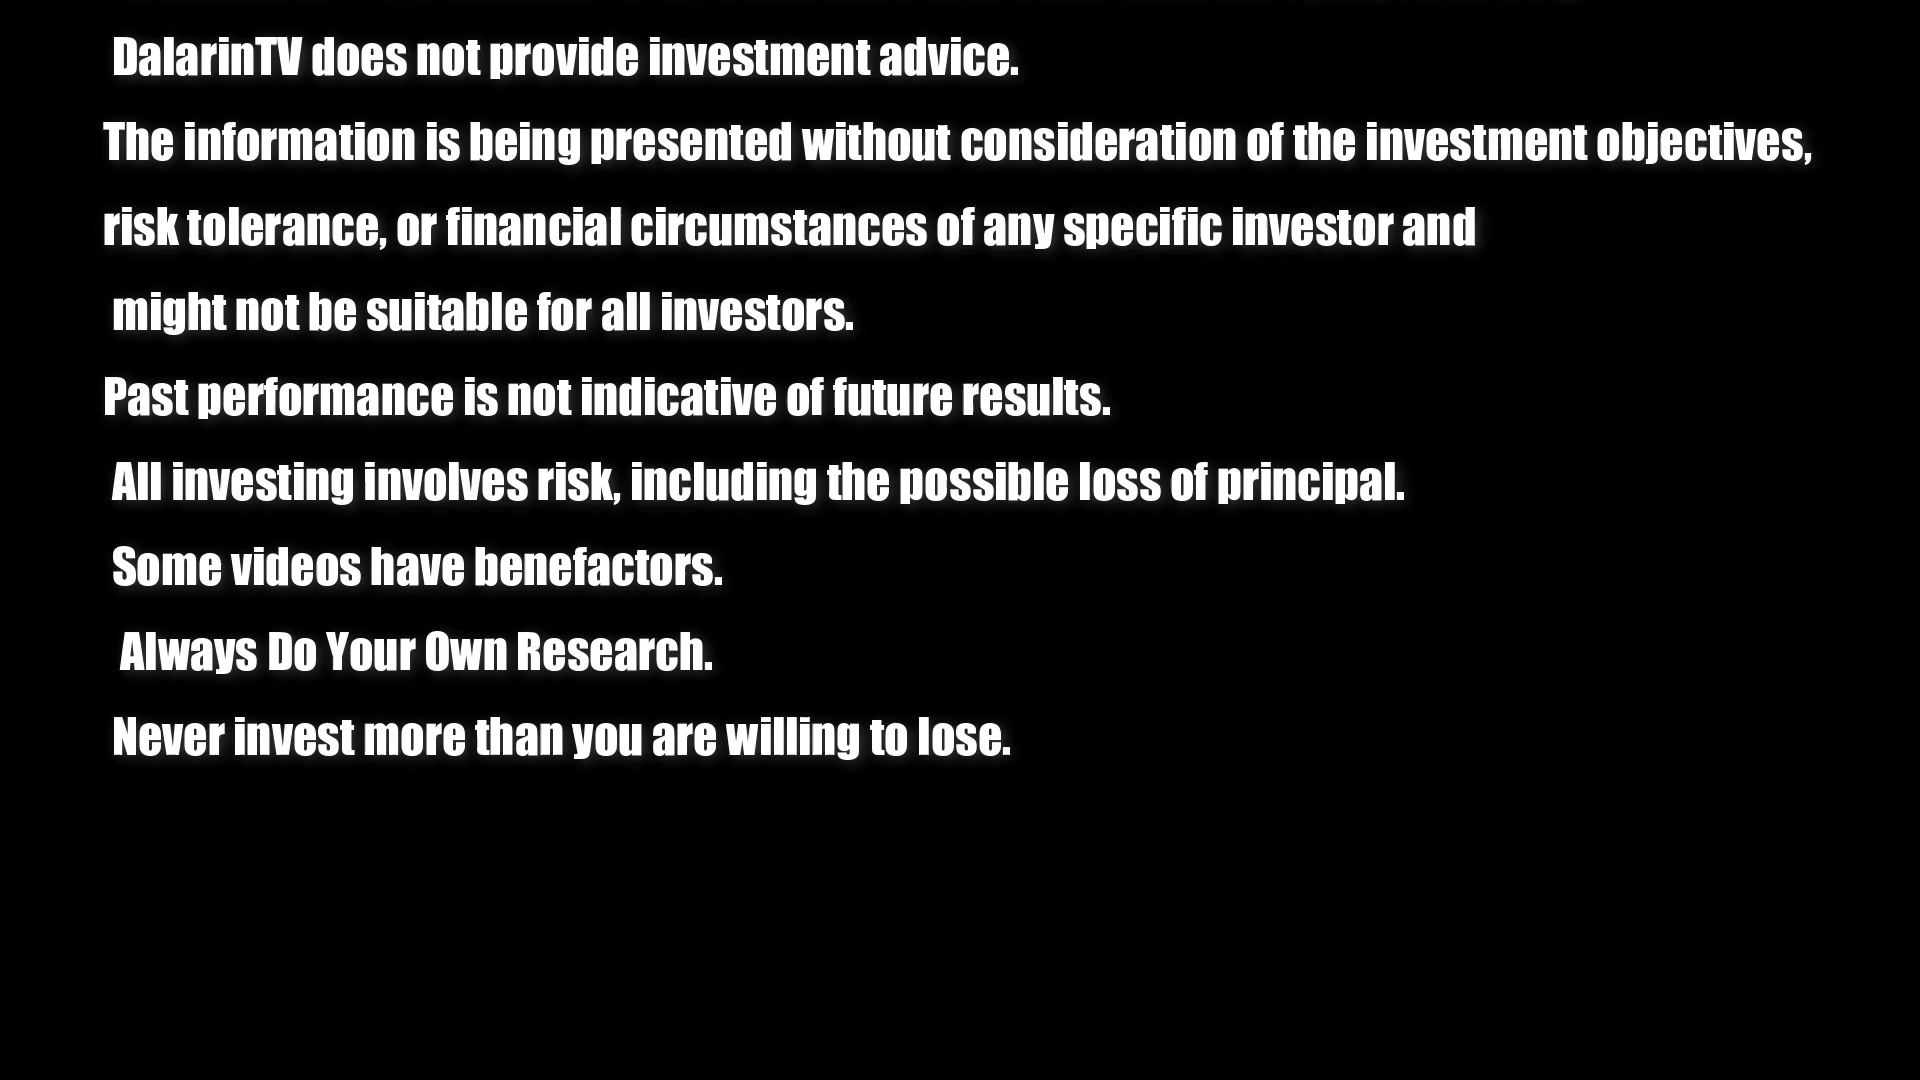 DalarinTV does not provide investment advice.
The information is being presented without consideration of the investment objectives,
risk tolerance, or financial circumstances of any specific investor and
might not be suitable for all investors.
Past performance is not indicative of future results.
All investing involves risk, including the possible loss of principal.
Some videos have benefactors.
Always Do Your Own Research.
Never invest more than you are willing to lose.